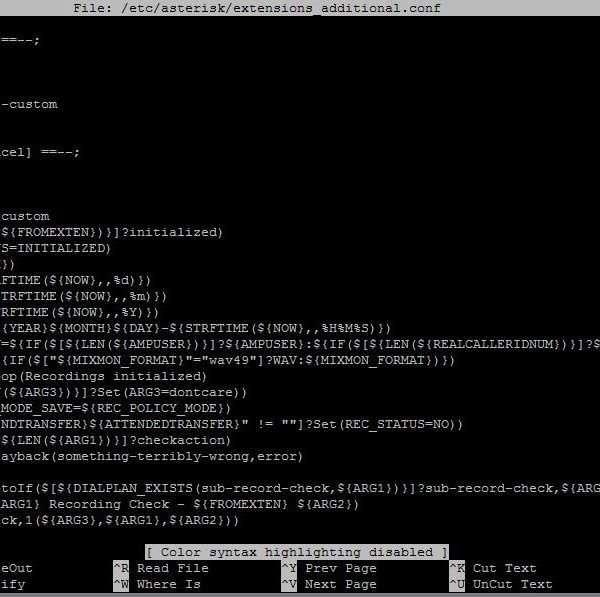 File: /etc/asterisk/extensions_additional.conf
==--;
-custom
cel] ==--;
custom
${FROMEXTEN})}]?initialized)
S=INITIALIZED)
})
FTIME(${NOW},,%d)})
TRFTIME(${NOW},,%m)})
RFTIME(${NOW},,%Y)})
{YEAR}${MONTH}${DAY}-${STRFTIME(${NOW},,%H%M%S)})
=${IF($[${LEN(${AMPUSER})}]?${AMPUSER}:${IF($[${LEN(${REALCALLERIDNUM})}]?$
{IF($["${MIXMON_FORMAT}"="wav49"]?WAV:${MIXMON_FORMAT})})
op(Recordings initialized)
(${ARG3})}]?Set(ARG3=dontcare))
MODE_SAVE=${REC_POLICY_MODE})
NDTRANSFER}${ATTENDEDTRANSFER}" != ""]?Set(REC_STATUS=NO))
${LEN(${ARG1})}]?checkaction)
ayback(something-terribly-wrong,error)
toIf($[${DIALPLAN_EXISTS(sub-record-check,${ARG1})}]?sub-record-check,${ARG
ARG1} Recording Check - ${FROMEXTEN} ${ARG2})
ck,1(${ARG3},${ARG1},${ARG2}))
[ Color syntax highlighting disabled ]
eOut ^R Read File ^Y Prev Page ^K Cut Text
ify ^W Where Is ^V Next Page ^U UnCut Text